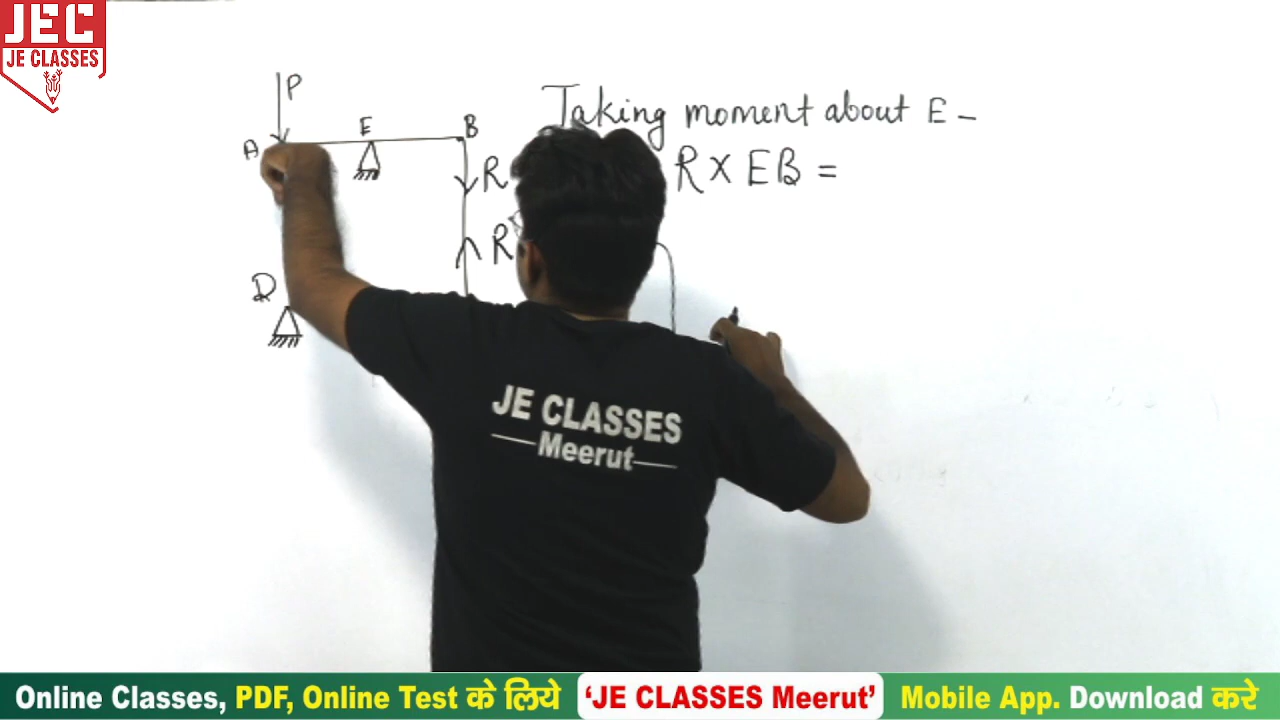 JEC
JE CLASSES
P
Taking moment about E -
A
E
B
R
R X EB =
R
D
JE CLASSES
Meerut
Online Classes, PDF, Online Test के लिये 'JE CLASSES Meerut' Mobile App. Download करे